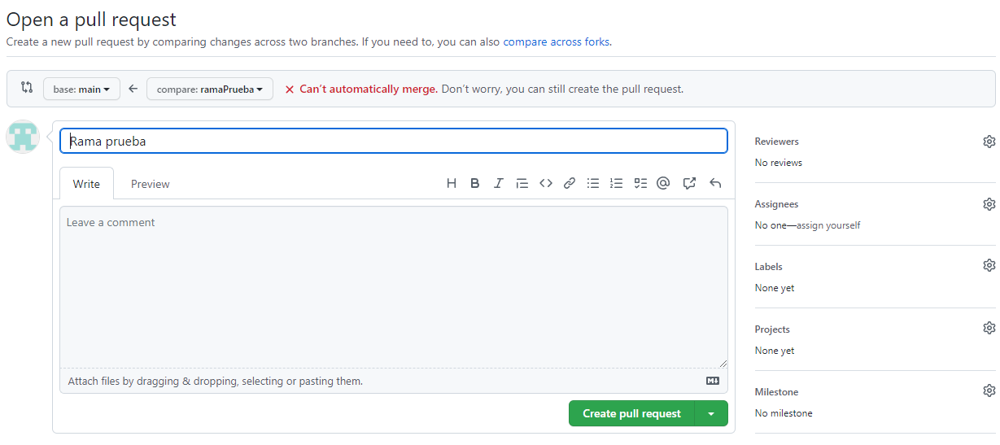 Open a pull request
Create a new pull request by comparing changes across two branches. If you need to, you can also compare across forks.
base: main
compare: ramaPrueba
Can’t automatically merge. Don’t worry, you can still create the pull request.
Rama prueba
Write
Preview
Leave a comment
Attach files by dragging & dropping, selecting or pasting them.
Create pull request
Reviewers
No reviews
Assignees
No one—assign yourself
Labels
None yet
Projects
None yet
Milestone
No milestone